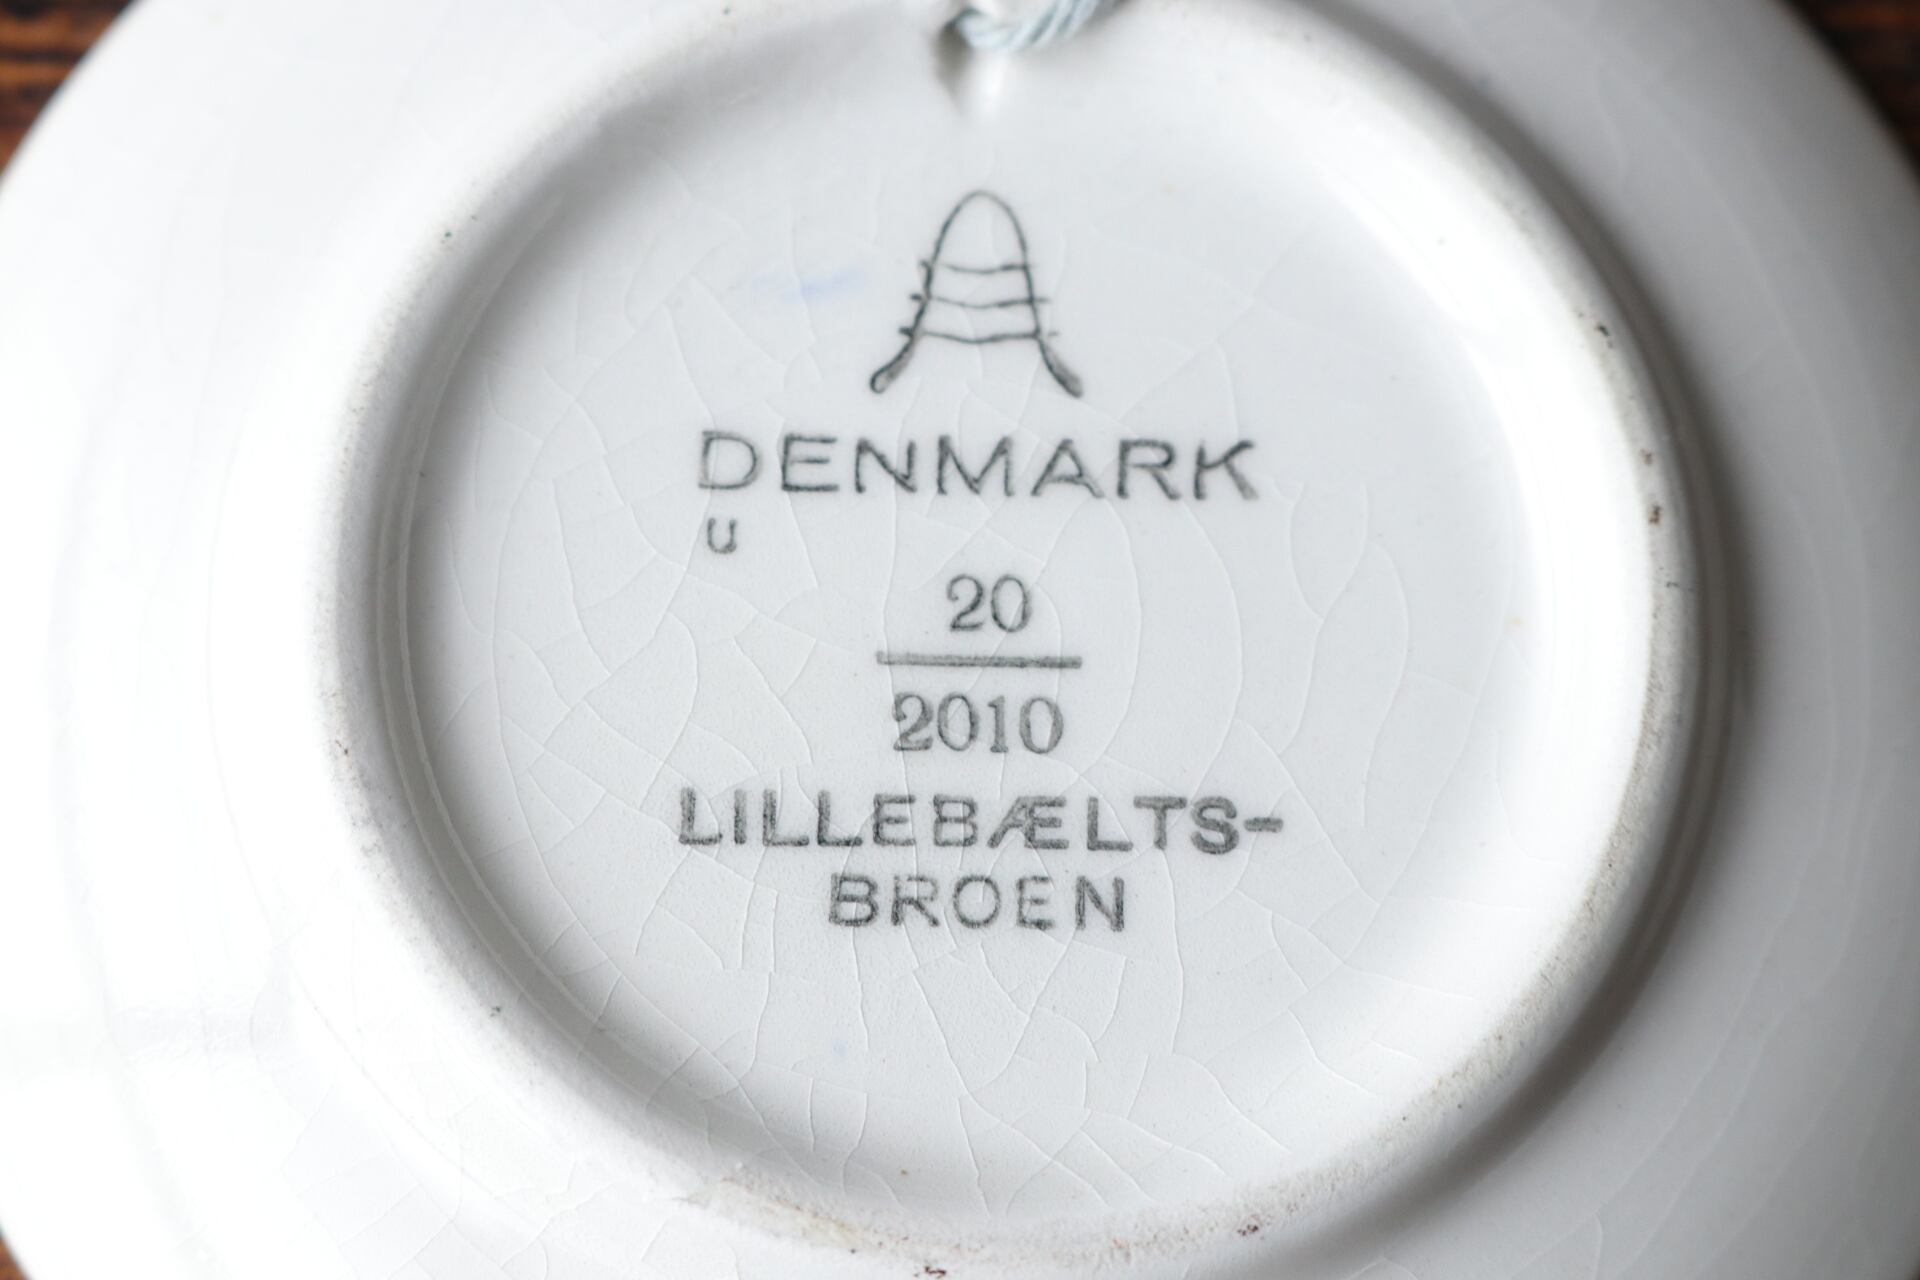 DENMARK
U
20
2010
LILLEBÆLTS-
BROEN